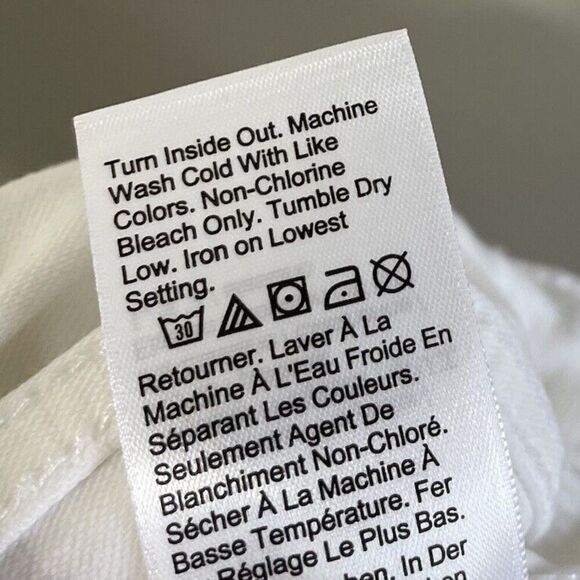 Turn Inside Out. Machine
Wash Cold With Like
Colors. Non-Chlorine
Bleach Only. Tumble Dry
Low. Iron on Lowest
Setting.
30
Retourner. Laver À La
Machine À L'Eau Froide En
Séparant Les Couleurs.
Seulement Agent De
Blanchiment Non-Chloré.
Sécher À La Machine À
Basse Température. Fer
Réglage Le Plus Bas.
In Der